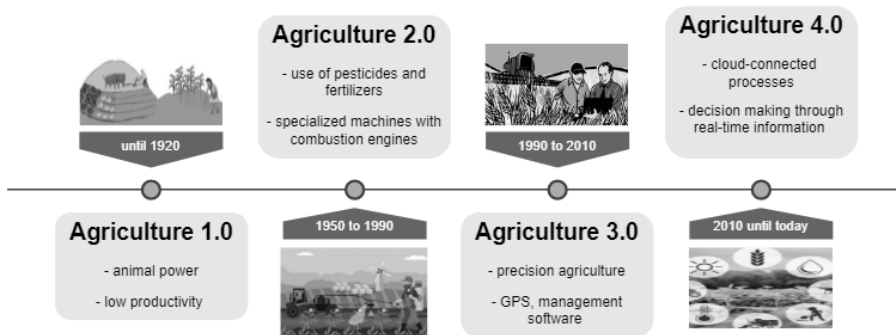 until 1920
Agriculture 1.0
- animal power
- low productivity
Agriculture 2.0
- use of pesticides and
fertilizers
- specialized machines with
combustion engines
1950 to 1990
1990 to 2010
Agriculture 3.0
- precision agriculture
- GPS, management
software
Agriculture 4.0
- cloud-connected
processes
- decision making through
real-time information
2010 until today